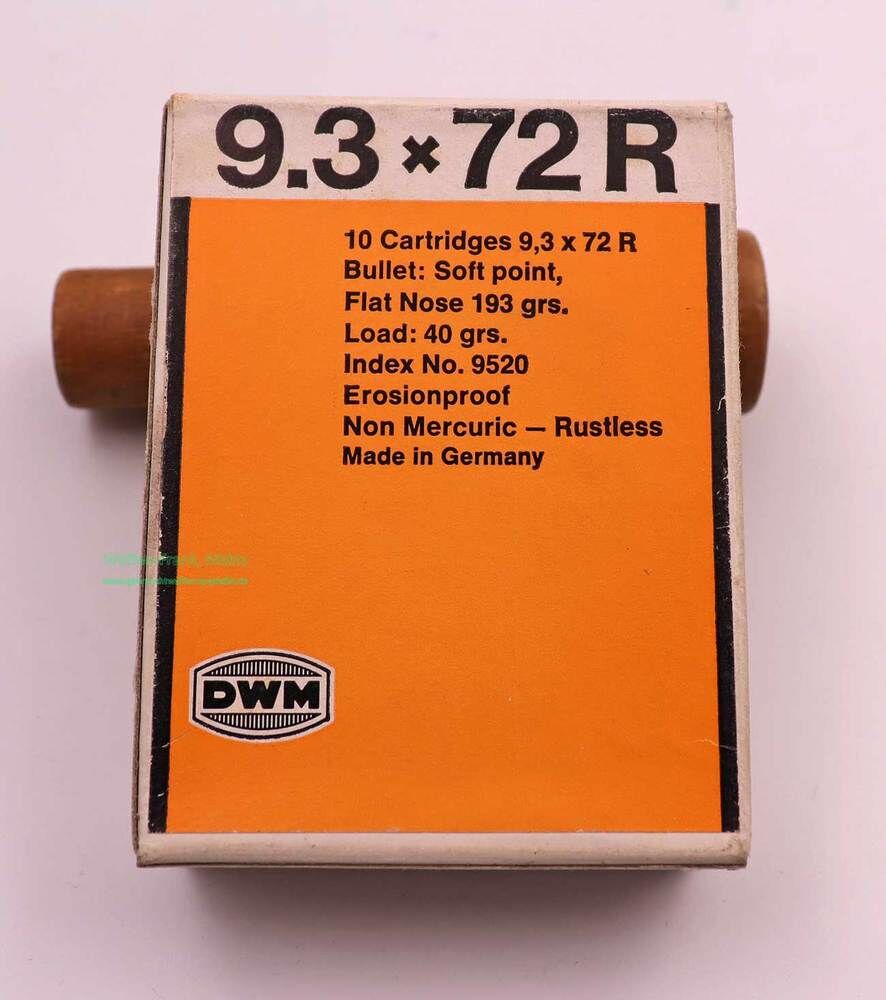 9.3 × 72 R
10 Cartridges 9,3 x 72 R
Bullet: Soft point,
Flat Nose 193 grs.
Load: 40 grs.
Index No. 9520
Erosionproof
Non Mercuric — Rustless
Made in Germany
DWM